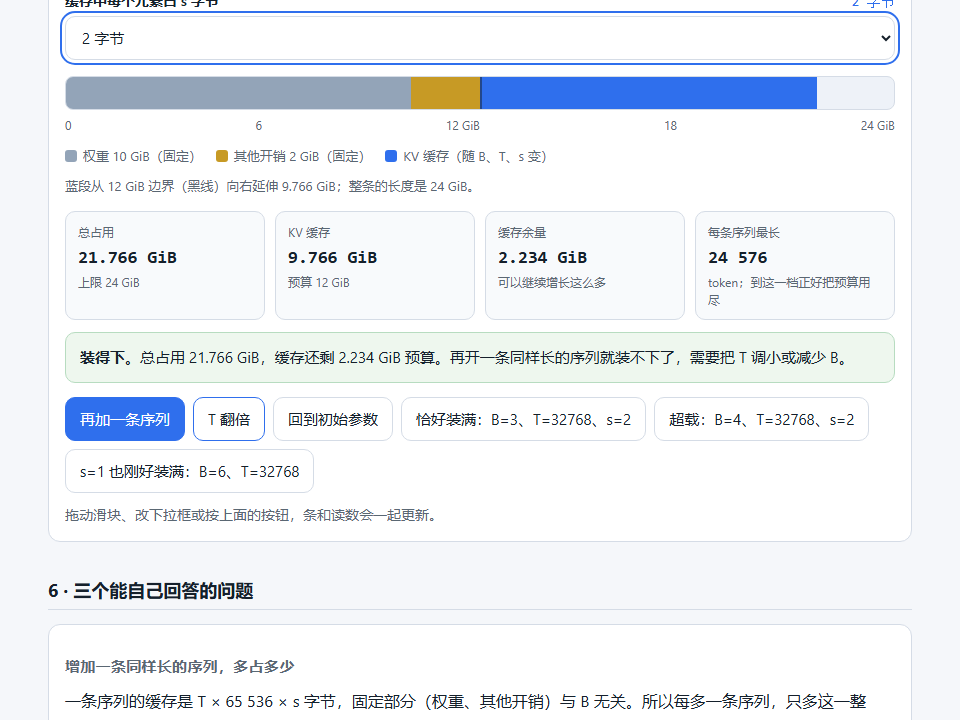 缓存中每个元素占 s 字节
2 字节
2 字节
0
6
12 GiB
18
24 GiB
权重 10 GiB（固定）
其他开销 2 GiB（固定）
KV 缓存（随 B、T、s 变）
蓝段从 12 GiB 边界（黑线）向右延伸 9.766 GiB；整条的长度是 24 GiB。
总占用
21.766 GiB
上限 24 GiB
KV 缓存
9.766 GiB
预算 12 GiB
缓存余量
2.234 GiB
可以继续增长这么多
每条序列最长
24 576
token；到这一档正好把预算用
尽
装得下。总占用 21.766 GiB，缓存还剩 2.234 GiB 预算。再开一条同样长的序列就装不下了，需要把 T 调小或减少 B。
再加一条序列
T 翻倍
回到初始参数
恰好装满：B=3、T=32768、s=2
超载：B=4、T=32768、s=2
s=1 也刚好装满：B=6、T=32768
拖动滑块、改下拉框或按上面的按钮，条和读数会一起更新。
6 · 三个能自己回答的问题
增加一条同样长的序列，多占多少
一条序列的缓存是 T × 65 536 × s 字节，固定部分（权重、其他开销）与 B 无关。所以每多一条序列，只多这一整